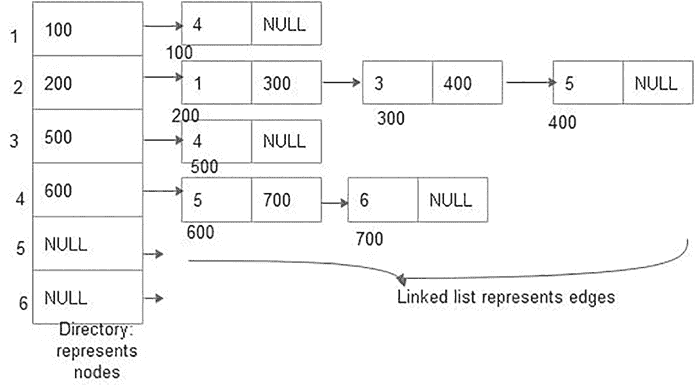 1 100 4 NULL
100
2 200 1 300 3 400 5 NULL
200 300 400
3 500 4 NULL
500
4 600 5 700 6 NULL
600 700
5 NULL
6 NULL
Linked list represents edges
Directory:
represents
nodes